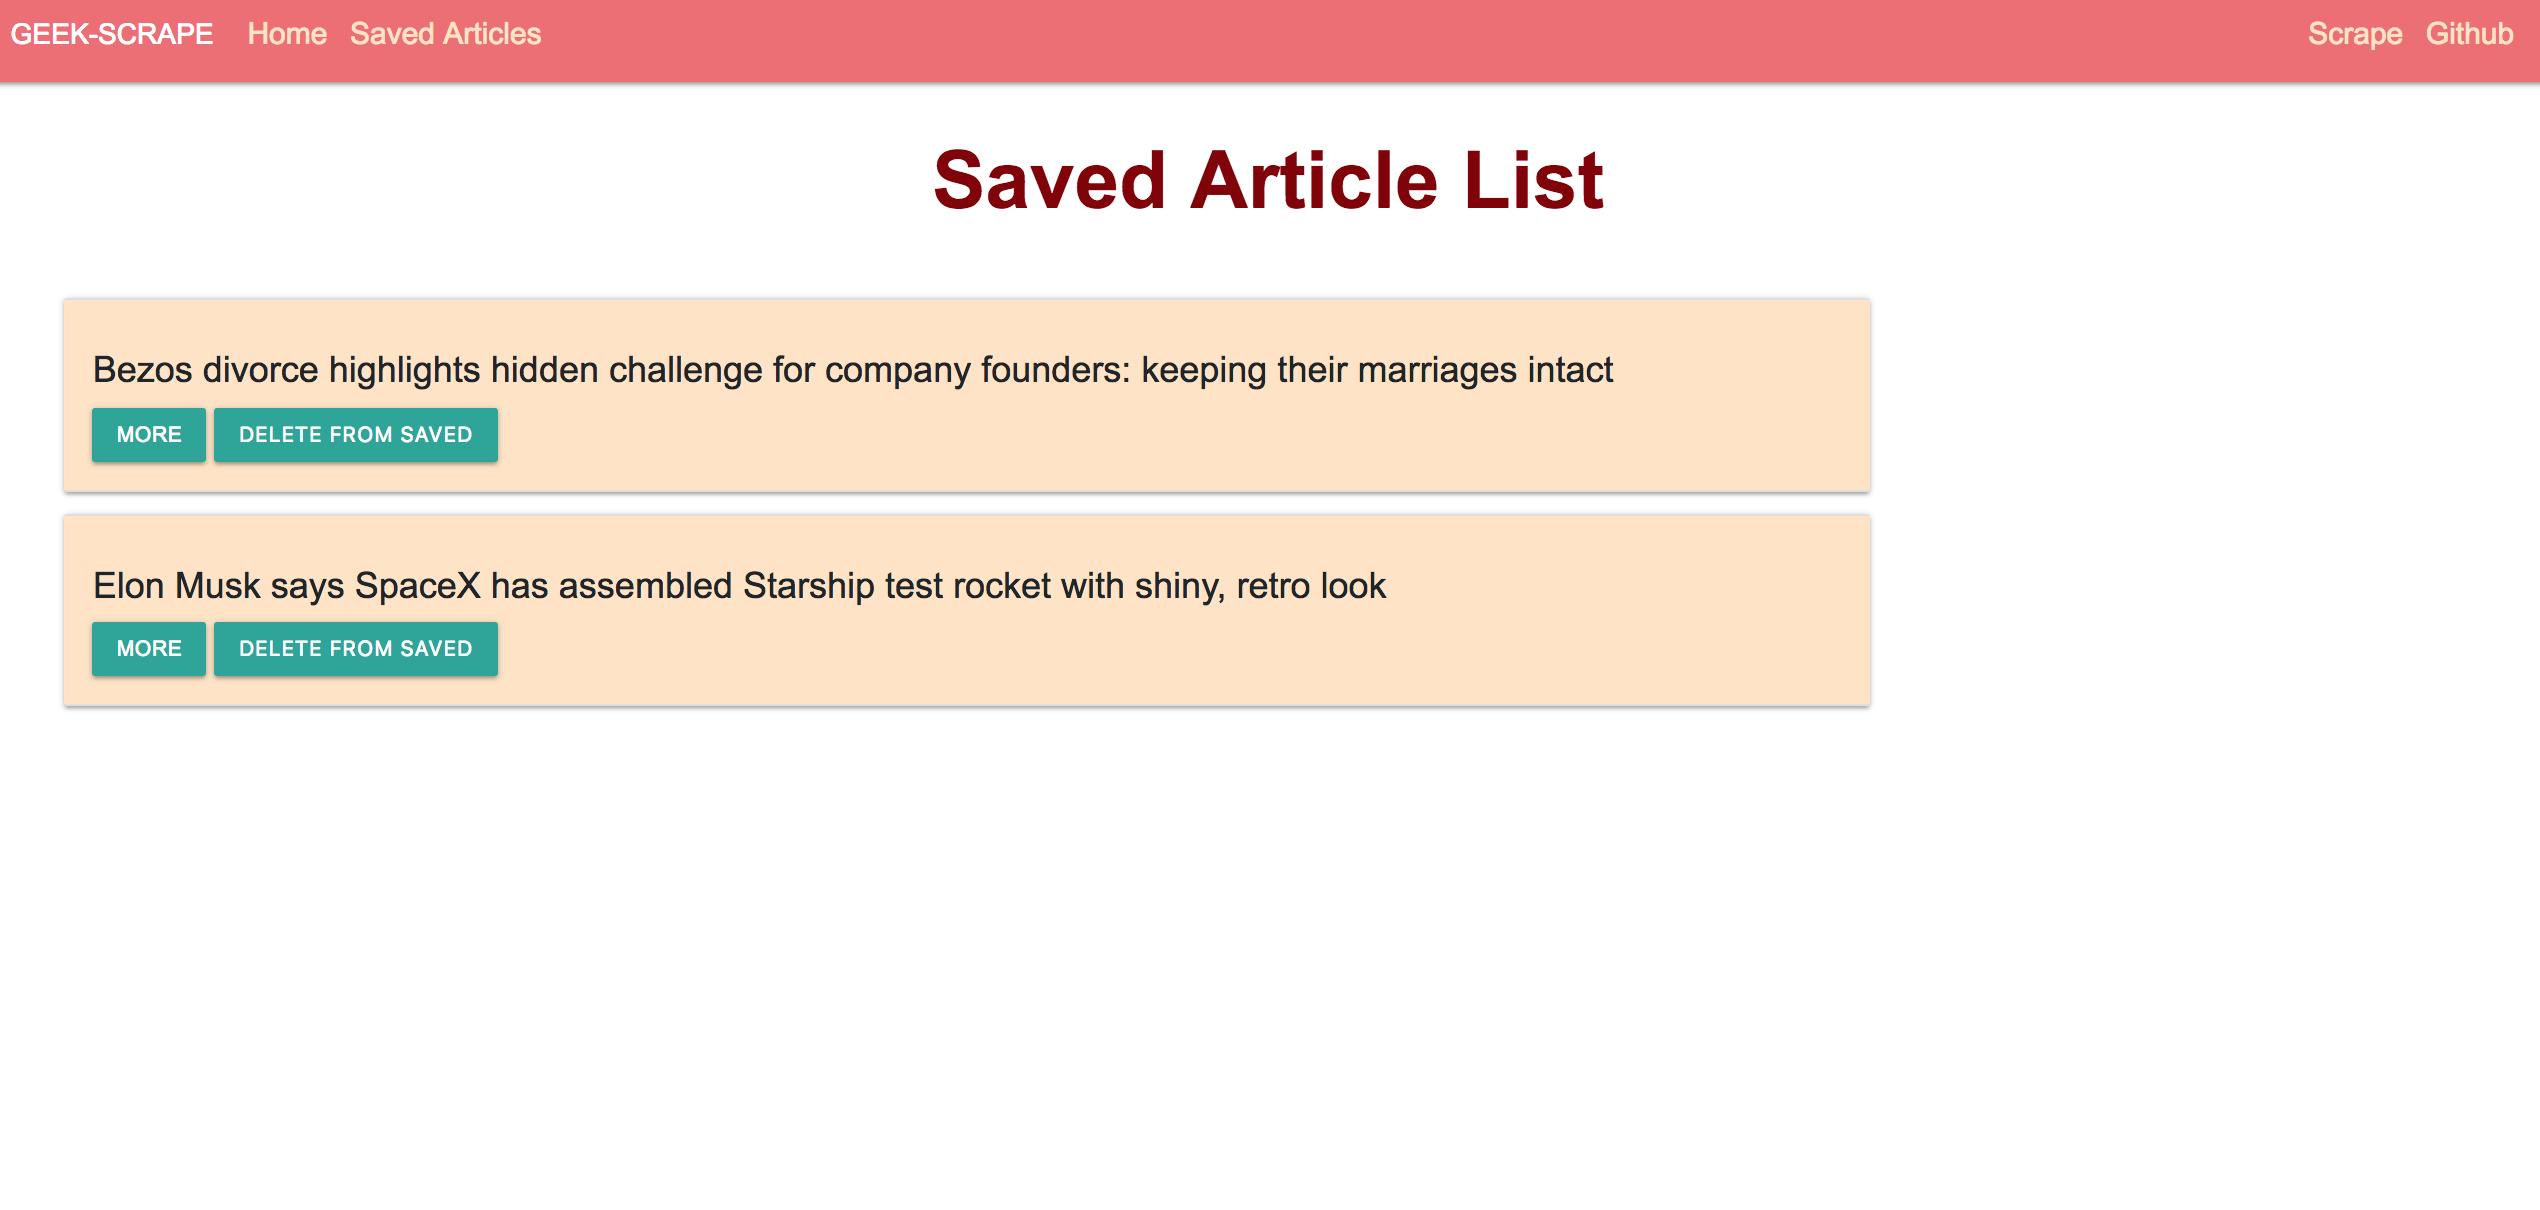 GEEK-SCRAPE Home Saved Articles Scrape Github
Saved Article List
Bezos divorce highlights hidden challenge for company founders: keeping their marriages intact
MORE DELETE FROM SAVED
Elon Musk says SpaceX has assembled Starship test rocket with shiny, retro look
MORE DELETE FROM SAVED